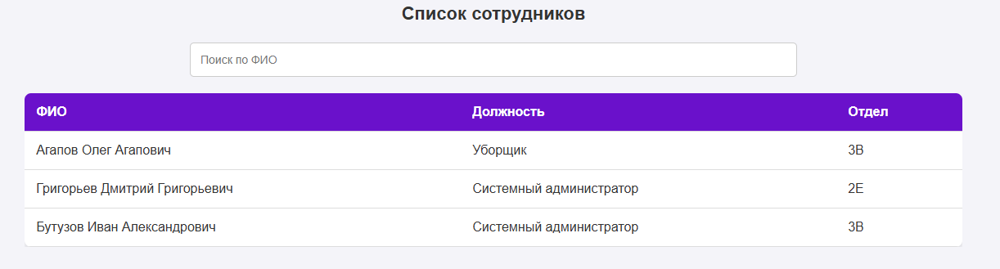 Список сотрудников
Поиск по ФИО
ФИО Должность Отдел
Агапов Олег Агапович Уборщик 3В
Григорьев Дмитрий Григорьевич Системный администратор 2Е
Бутузов Иван Александрович Системный администратор 3В